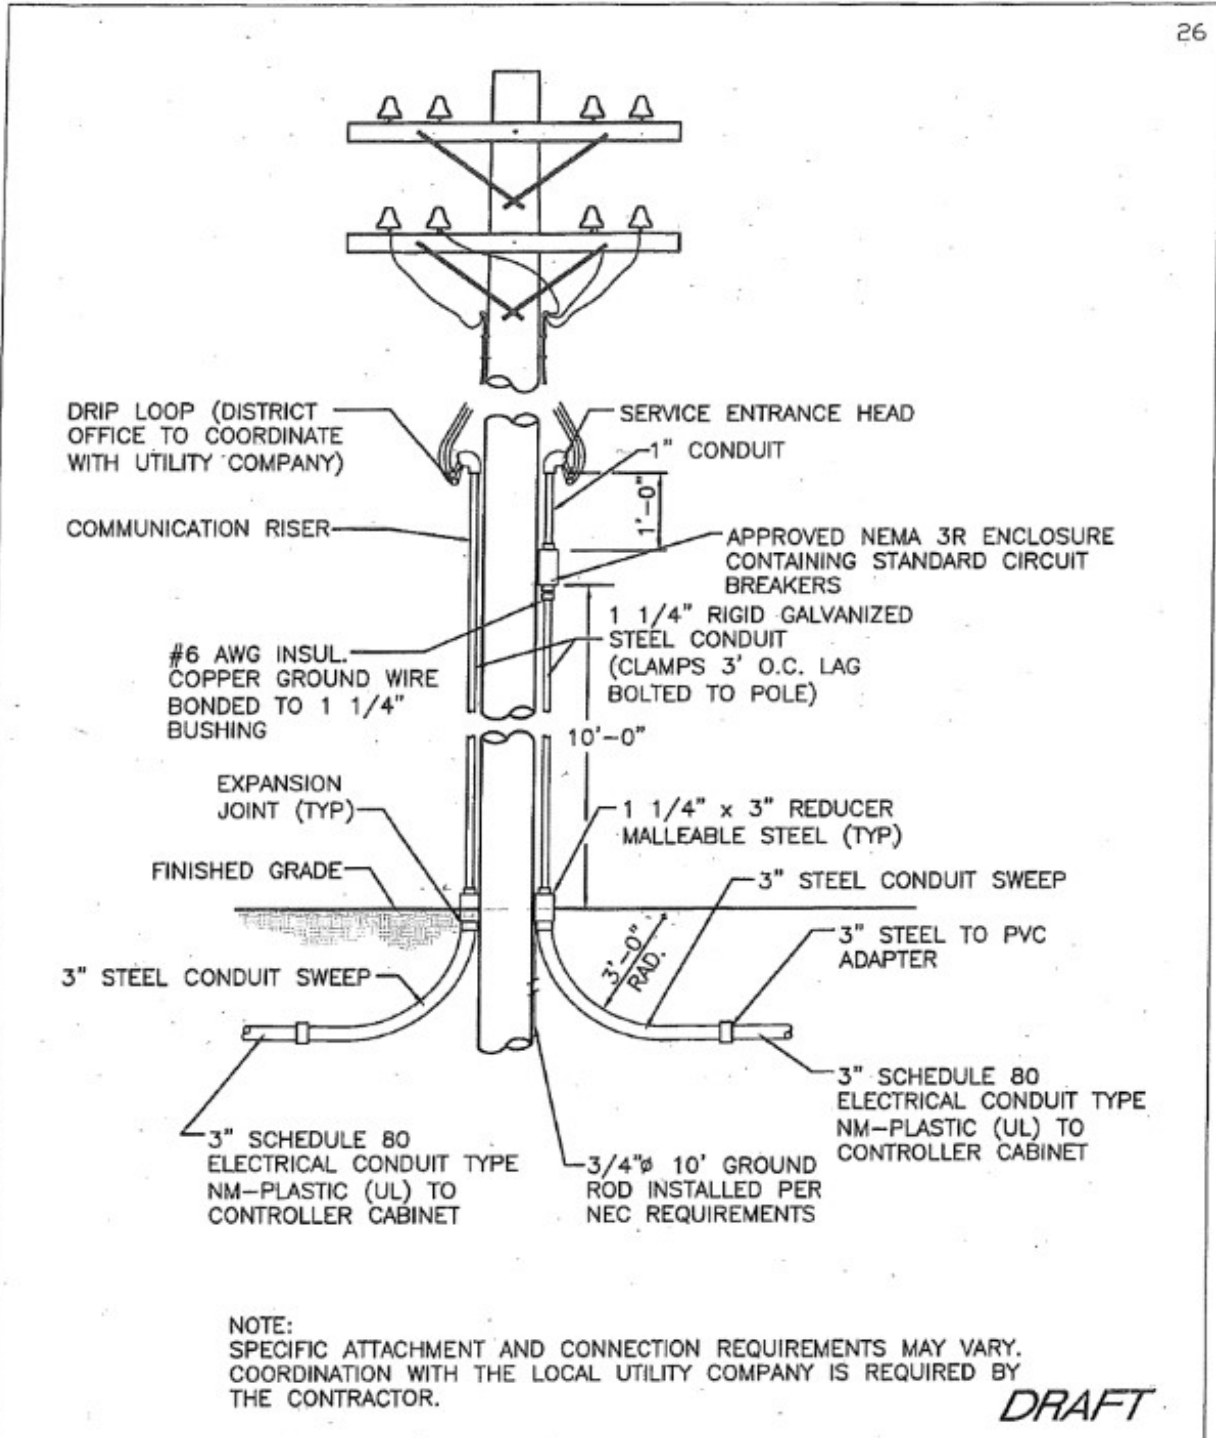 26
DRIP LOOP (DISTRICT
OFFICE TO COORDINATE
WITH UTILITY COMPANY)
SERVICE ENTRANCE HEAD
1" CONDUIT
1'-0"
COMMUNICATION RISER
APPROVED NEMA 3R ENCLOSURE
CONTAINING STANDARD CIRCUIT
BREAKERS
1 1/4" RIGID GALVANIZED
STEEL CONDUIT
(CLAMPS 3' O.C. LAG
BOLTED TO POLE)
#6 AWG INSUL.
COPPER GROUND WIRE
BONDED TO 1 1/4"
BUSHING
10'-0"
EXPANSION
JOINT (TYP)
1 1/4" x 3" REDUCER
MALLEABLE STEEL (TYP)
FINISHED GRADE
3" STEEL CONDUIT SWEEP
3'-0"
RAD.
3" STEEL TO PVC
ADAPTER
3" STEEL CONDUIT SWEEP
3" SCHEDULE 80
ELECTRICAL CONDUIT TYPE
NM-PLASTIC (UL) TO
CONTROLLER CABINET
3" SCHEDULE 80
ELECTRICAL CONDUIT TYPE
NM-PLASTIC (UL) TO
CONTROLLER CABINET
3/4"ø 10' GROUND
ROD INSTALLED PER
NEC REQUIREMENTS
NOTE:
SPECIFIC ATTACHMENT AND CONNECTION REQUIREMENTS MAY VARY.
COORDINATION WITH THE LOCAL UTILITY COMPANY IS REQUIRED BY
THE CONTRACTOR.
DRAFT